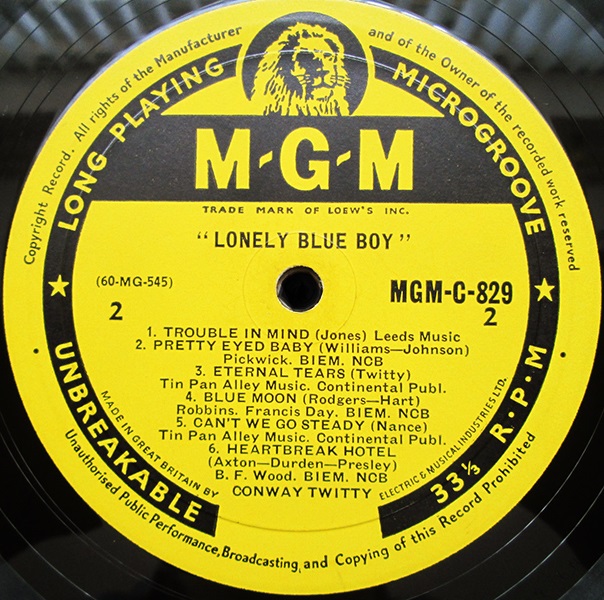 Copyright Record. All rights of the Manufacturer and of the Owner of the recorded work reserved
LONG PLAYING MICROGROOVE
M-G-M
TRADE MARK OF LOEW'S INC.
"LONELY BLUE BOY"
(60-MG-545)
2
MGM-C-829
2
1. TROUBLE IN MIND (Jones) Leeds Music
2. PRETTY EYED BABY (Williams—Johnson)
Pickwick. BIEM. NCB
3. ETERNAL TEARS (Twitty)
Tin Pan Alley Music. Continental Publ.
4. BLUE MOON (Rodgers—Hart)
Robbins. Francis Day. BIEM. NCB
5. CAN'T WE GO STEADY (Nance)
Tin Pan Alley Music. Continental Publ.
6. HEARTBREAK HOTEL
(Axton—Durden—Presley)
B. F. Wood. BIEM. NCB
CONWAY TWITTY
MADE IN GREAT BRITAIN BY ELECTRIC & MUSICAL INDUSTRIES LTD.
UNBREAKABLE
33⅓ R·P·M
Unauthorised Public Performance, Broadcasting, and Copying of this Record Prohibited